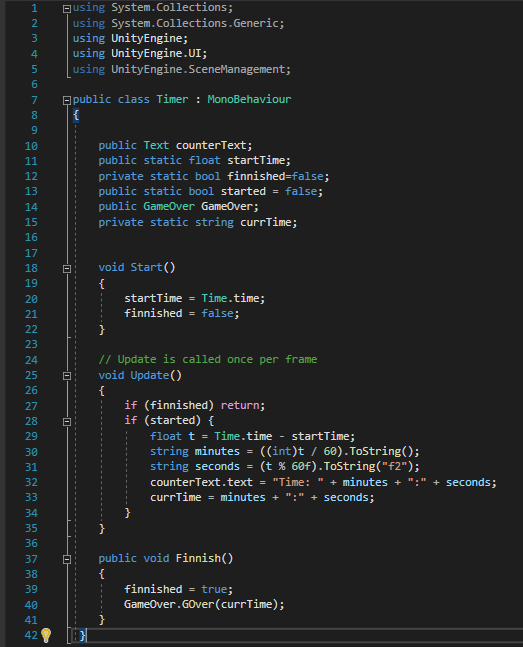 1 using System.Collections;
2 using System.Collections.Generic;
3 using UnityEngine;
4 using UnityEngine.UI;
5 using UnityEngine.SceneManagement;
6
7 public class Timer : MonoBehaviour
8 {
9
10 public Text counterText;
11 public static float startTime;
12 private static bool finnished=false;
13 public static bool started = false;
14 public GameOver GameOver;
15 private static string currTime;
16
17
18 void Start()
19 {
20 startTime = Time.time;
21 finnished = false;
22 }
23
24 // Update is called once per frame
25 void Update()
26 {
27 if (finnished) return;
28 if (started) {
29 float t = Time.time - startTime;
30 string minutes = ((int)t / 60).ToString();
31 string seconds = (t % 60f).ToString("f2");
32 counterText.text = "Time: " + minutes + ":" + seconds;
33 currTime = minutes + ":" + seconds;
34 }
35 }
36
37 public void Finnish()
38 {
39 finnished = true;
40 GameOver.GOver(currTime);
41 }
42 }